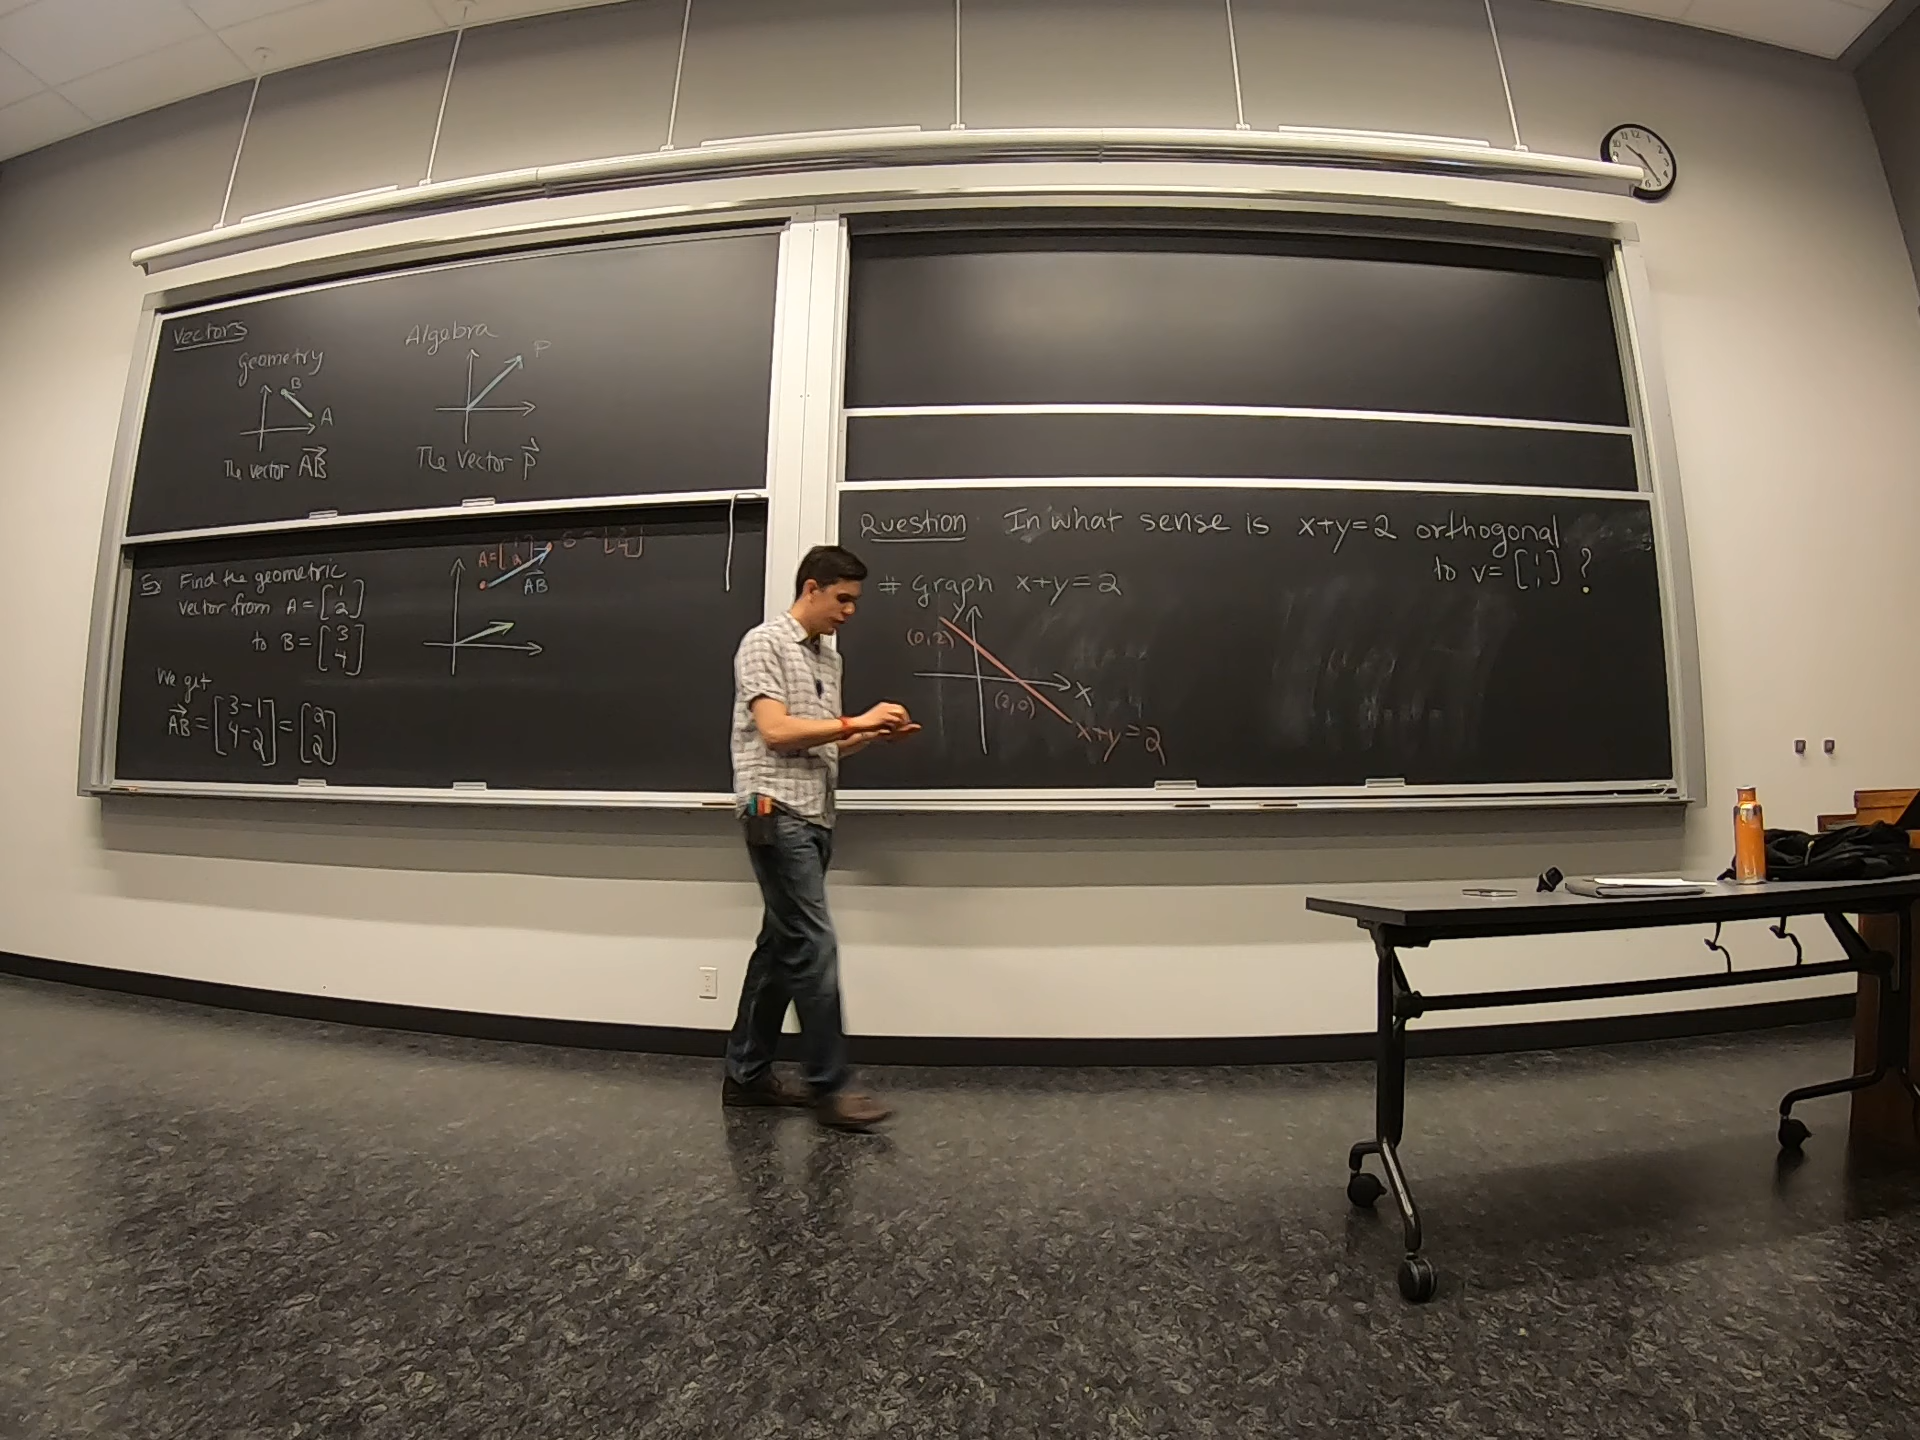 Vectors
Geometry
B
A
The vector AB⃗
Algebra
P
The vector p⃗
Ex Find the geometric
vector from A = [1 2]
to B = [3 4]
We get
AB⃗ = [3-1 4-2] = [2 2]
A=[1 2]
AB⃗
Question In what sense is x+y=2 orthogonal
to v= [1 1] ?
# Graph x+y=2
y
(0,2)
x
(2,0)
x+y=2